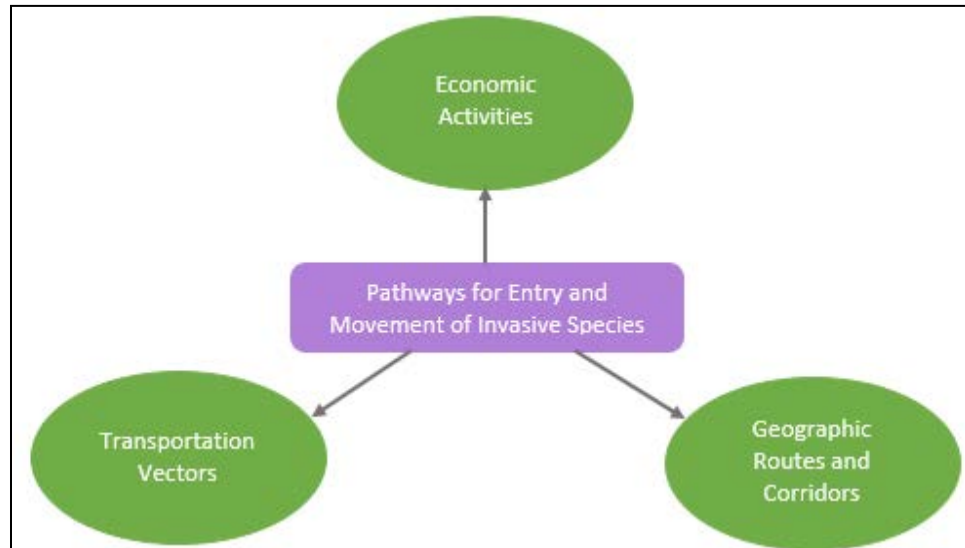 Economic
Activities
Pathways for Entry and
Movement of Invasive Species
Transportation
Vectors
Geographic
Routes and
Corridors